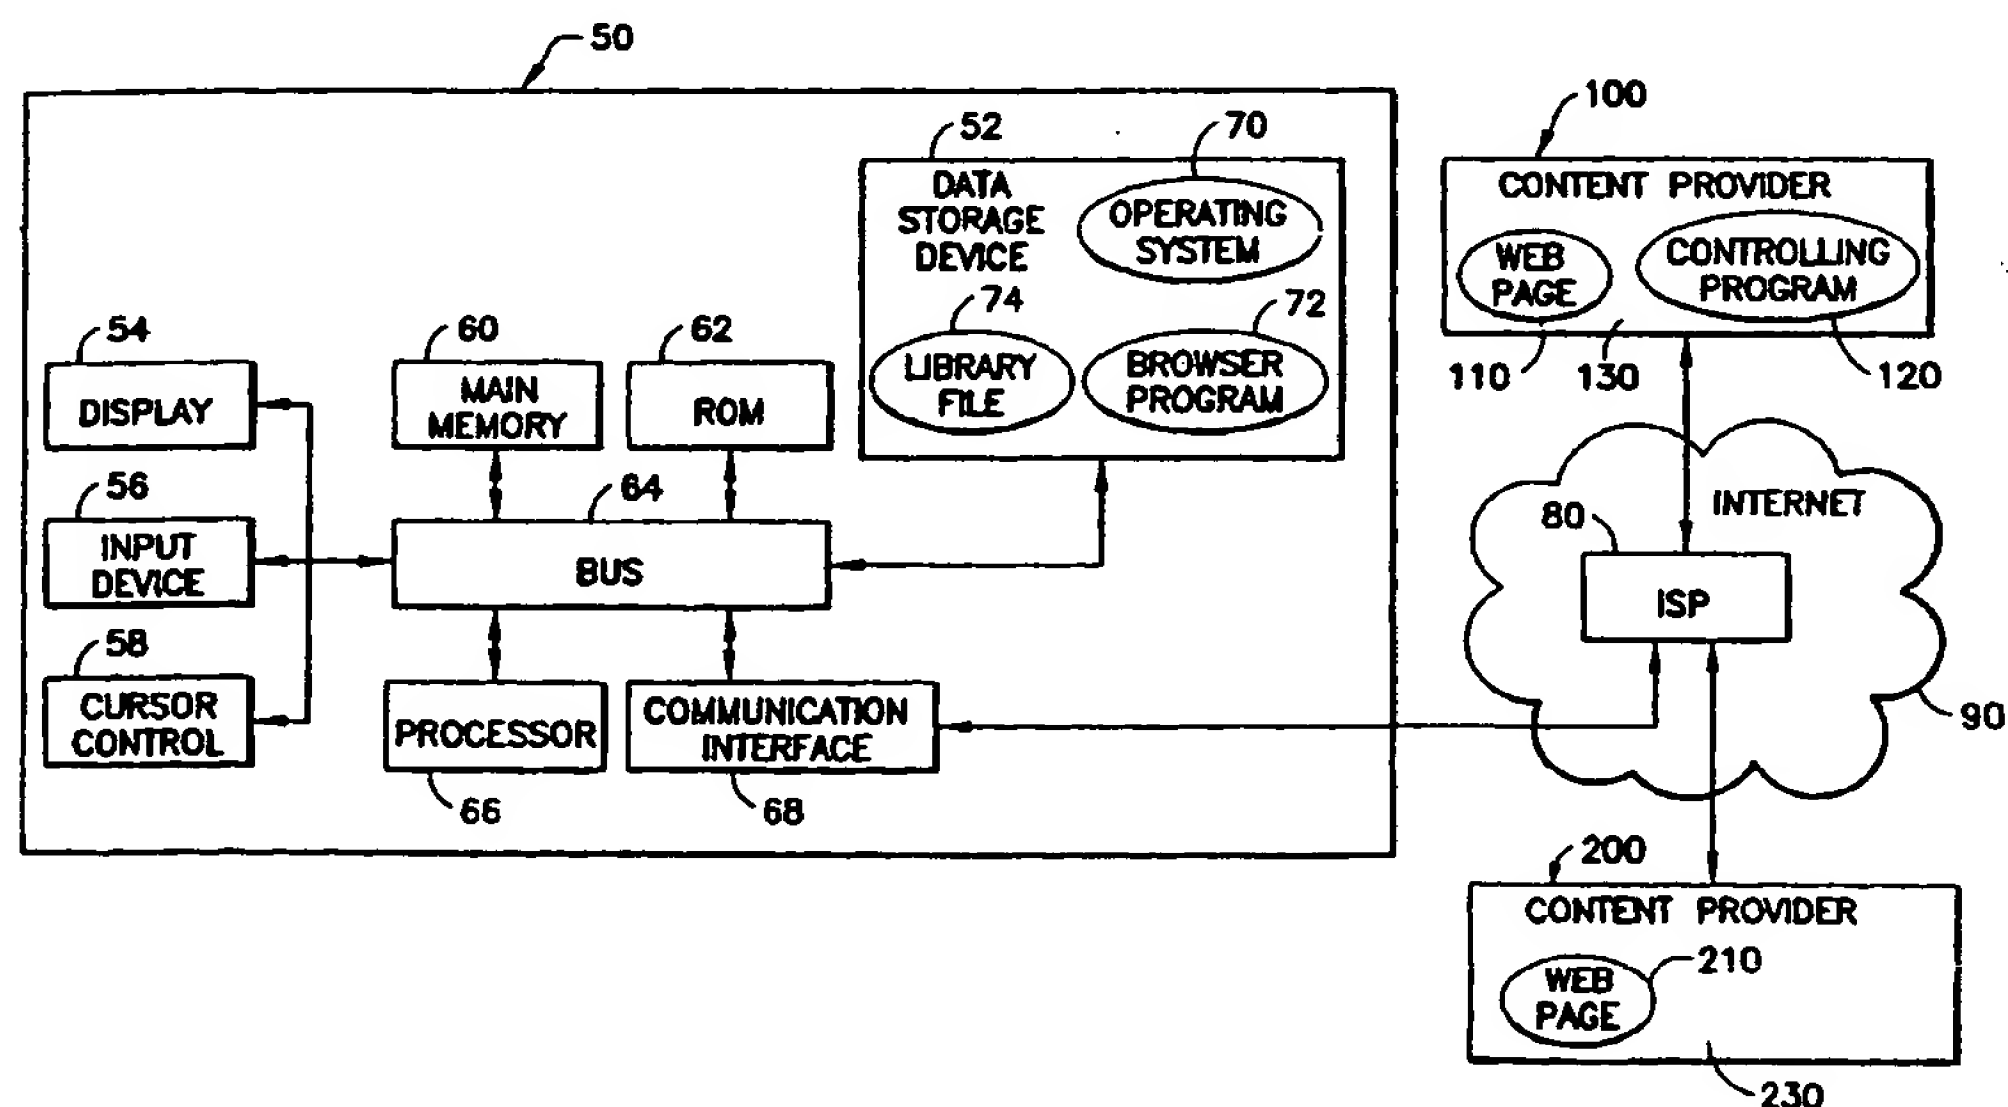 50
52
70
DATA
STORAGE
DEVICE
OPERATING
SYSTEM
74
72
LIBRARY
FILE
BROWSER
PROGRAM
54
DISPLAY
60
MAIN
MEMORY
62
ROM
56
INPUT
DEVICE
64
BUS
58
CURSOR
CONTROL
PROCESSOR
66
COMMUNICATION
INTERFACE
68
100
CONTENT PROVIDER
WEB
PAGE
CONTROLLING
PROGRAM
110
130
120
INTERNET
80
ISP
90
200
CONTENT PROVIDER
WEB
PAGE
210
230